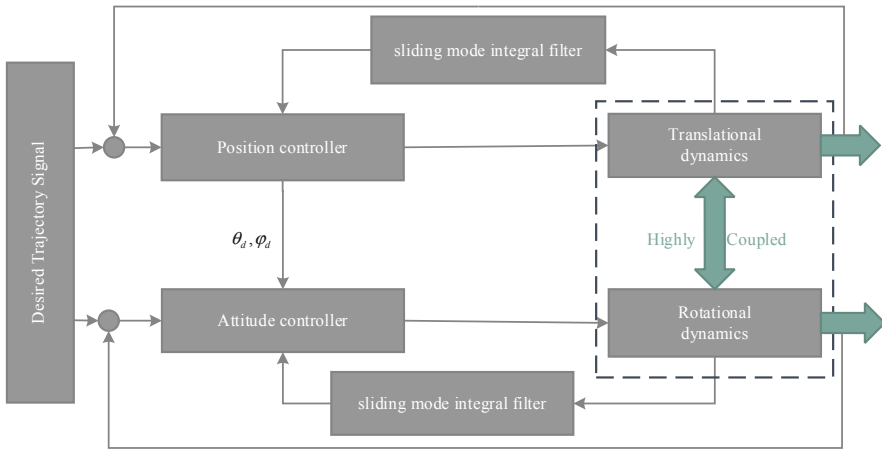 sliding mode integral filter
Desired Trajectory Signal
Position controller
Translational
dynamics
θd, φd
Highly Coupled
Attitude controller
Rotational
dynamics
sliding mode integral filter